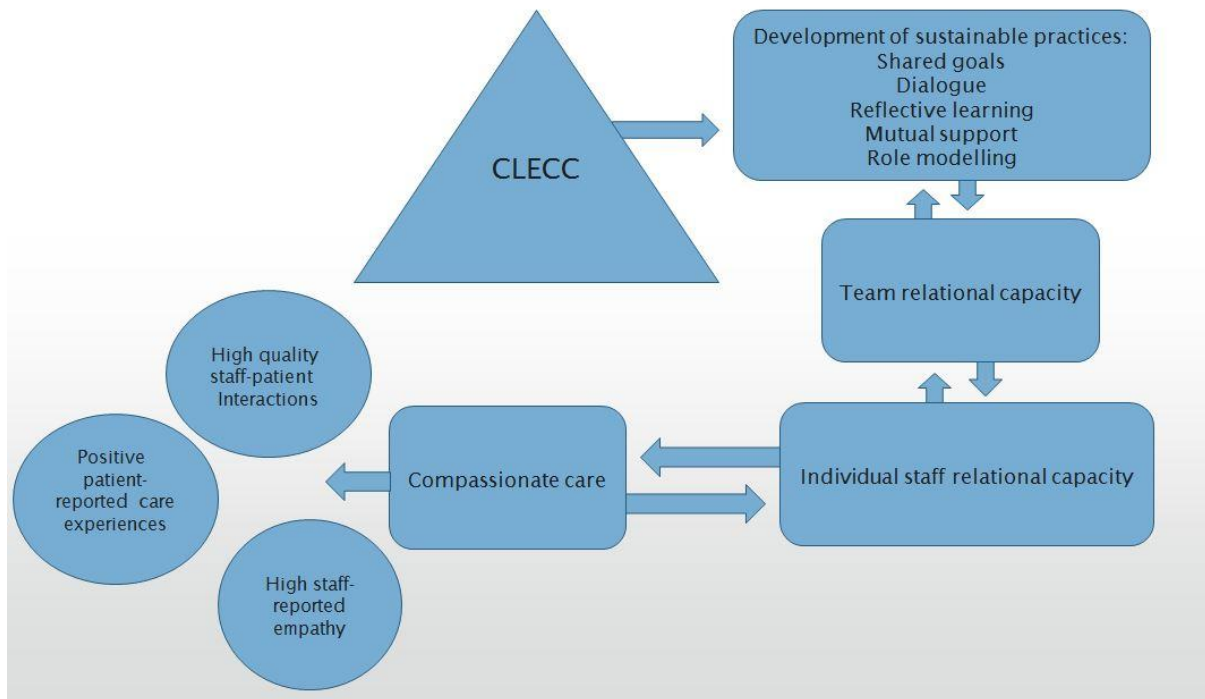 CLECC
Development of sustainable practices:
Shared goals
Dialogue
Reflective learning
Mutual support
Role modelling
Team relational capacity
Individual staff relational capacity
Compassionate care
High quality
staff-patient
Interactions
Positive
patient-
reported care
experiences
High staff-
reported
empathy